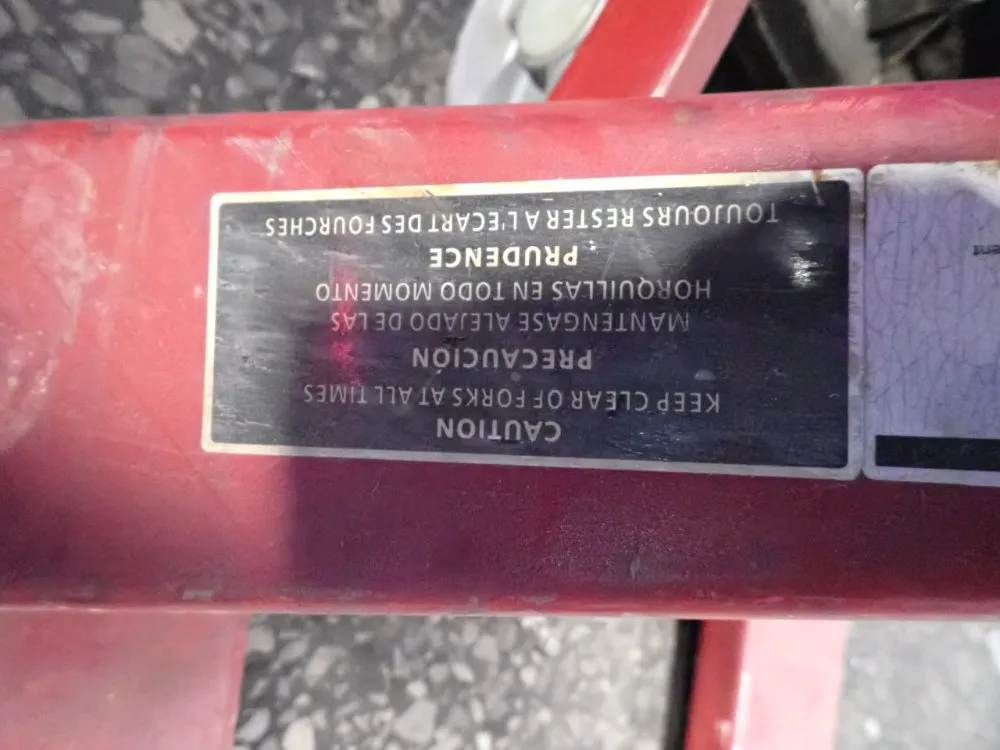 CAUTION
KEEP CLEAR OF FORKS AT ALL TIMES
PRECAUCIÓN
MANTENGASE ALEJADO DE LAS
HORQUILLAS EN TODO MOMENTO
PRUDENCE
TOUJOURS RESTER A L'ECART DES FOURCHES